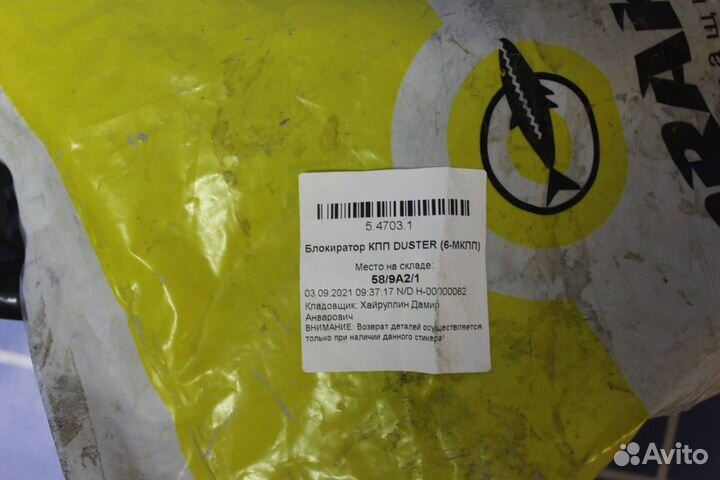 5.4703.1
Блокиратор КПП DUSTER (6-МКПП)
Место на складе:
58/9A2/1
03.09.2021 09:37:17 N/D Н-00000062
Кладовщик: Хайруллин Дамир
Анварович
ВНИМАНИЕ: Возврат деталей осуществляется
только при наличии данного стикера!
Avito